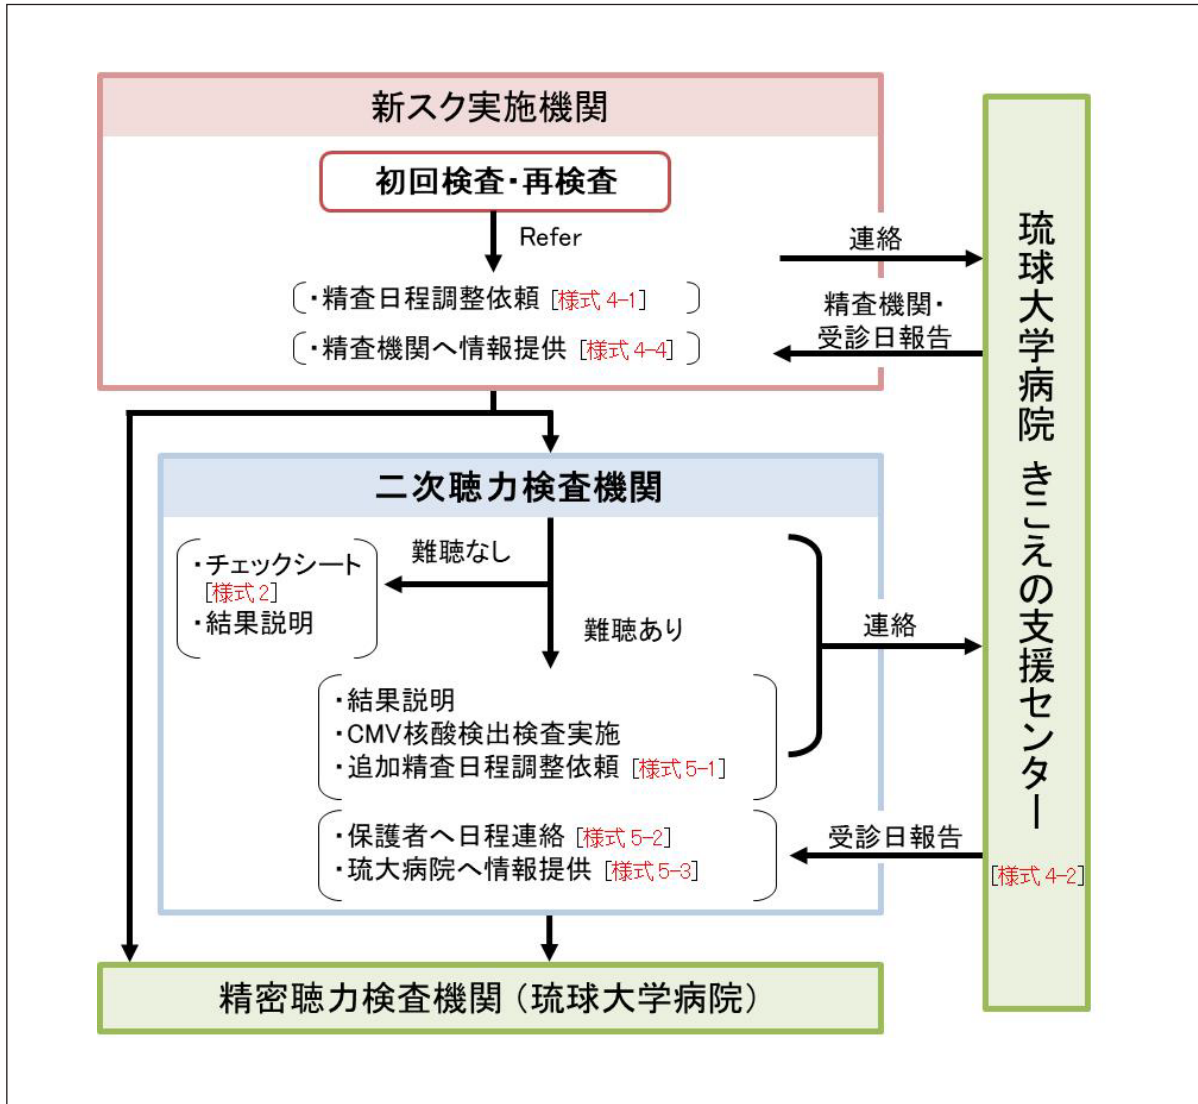 新スク実施機関
初回検査・再検査
Refer
・精査日程調整依頼 [様式4-1]
・精査機関へ情報提供 [様式4-4]
連絡
精査機関・
受診日報告
二次聴力検査機関
難聴なし
・チェックシート
[様式2]
・結果説明
難聴あり
・結果説明
・CMV核酸検出検査実施
・追加精査日程調整依頼 [様式5-1]
連絡
・保護者へ日程連絡 [様式5-2]
・琉大病院へ情報提供 [様式5-3]
受診日報告
精密聴力検査機関（琉球大学病院）
琉球大学病院 きこえの支援センター
[様式4-2]